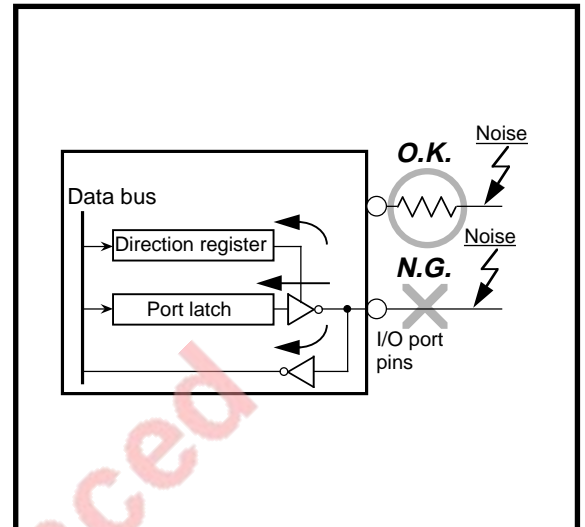 Noise
O.K.
Data bus
Noise
Direction register
N.G.
Port latch
I/O port
pins